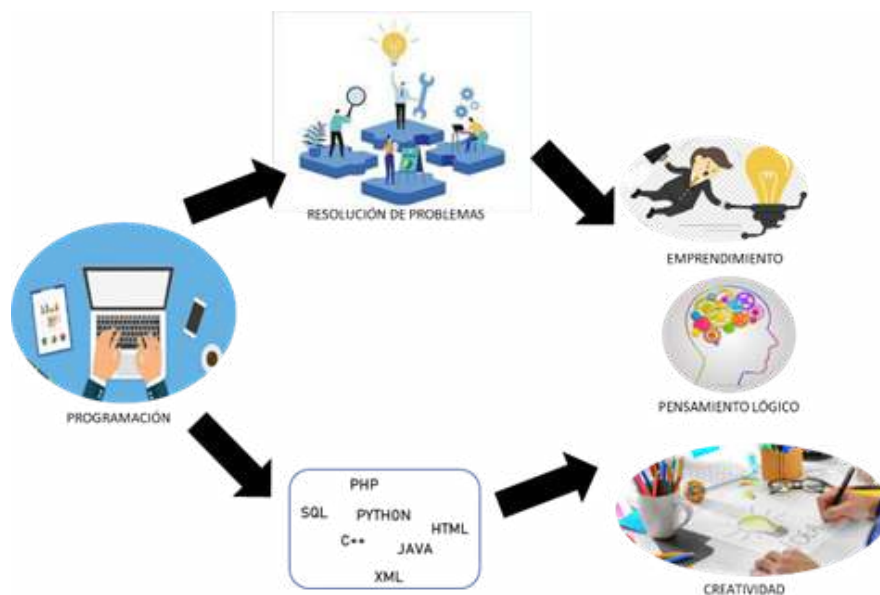 RESOLUCIÓN DE PROBLEMAS
EMPRENDIMIENTO
PROGRAMACIÓN
PENSAMIENTO LÓGICO
PHP
SQL PYTHON
HTML
C++
JAVA
XML
CREATIVIDAD